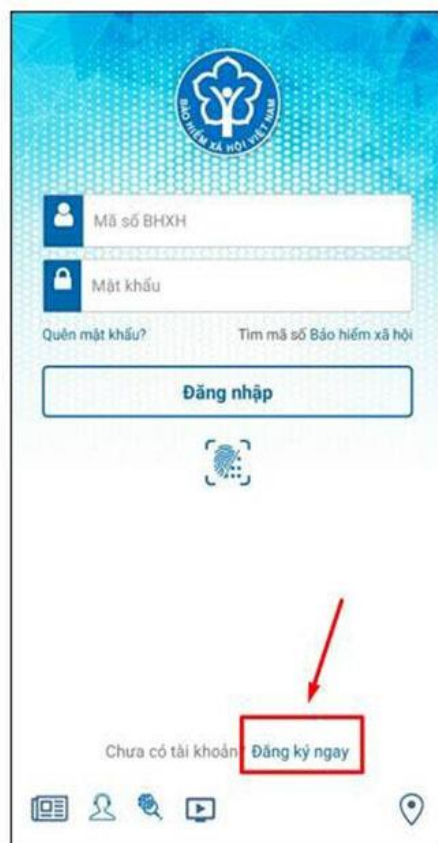 BẢO HIỂM XÃ HỘI VIỆT NAM
Mã số BHXH
Mật khẩu
Quên mật khẩu? Tìm mã số Bảo hiểm xã hội
Đăng nhập
Chưa có tài khoản? Đăng ký ngay